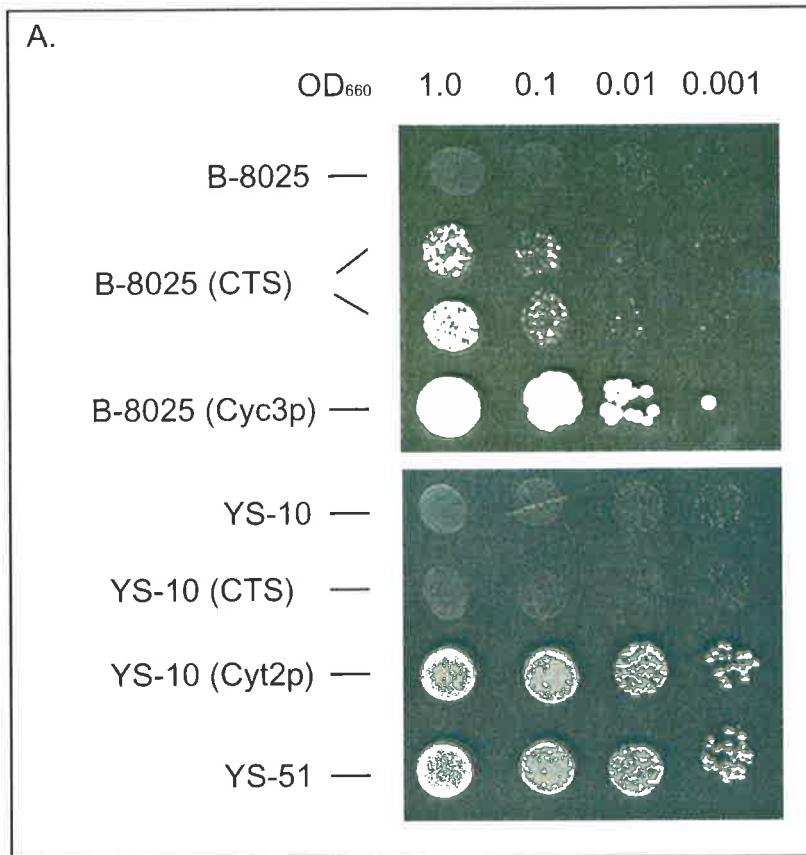 A.
OD660 1.0 0.1 0.01 0.001
B-8025
B-8025 (CTS)
B-8025 (Cyc3p)
YS-10
YS-10 (CTS)
YS-10 (Cyt2p)
YS-51